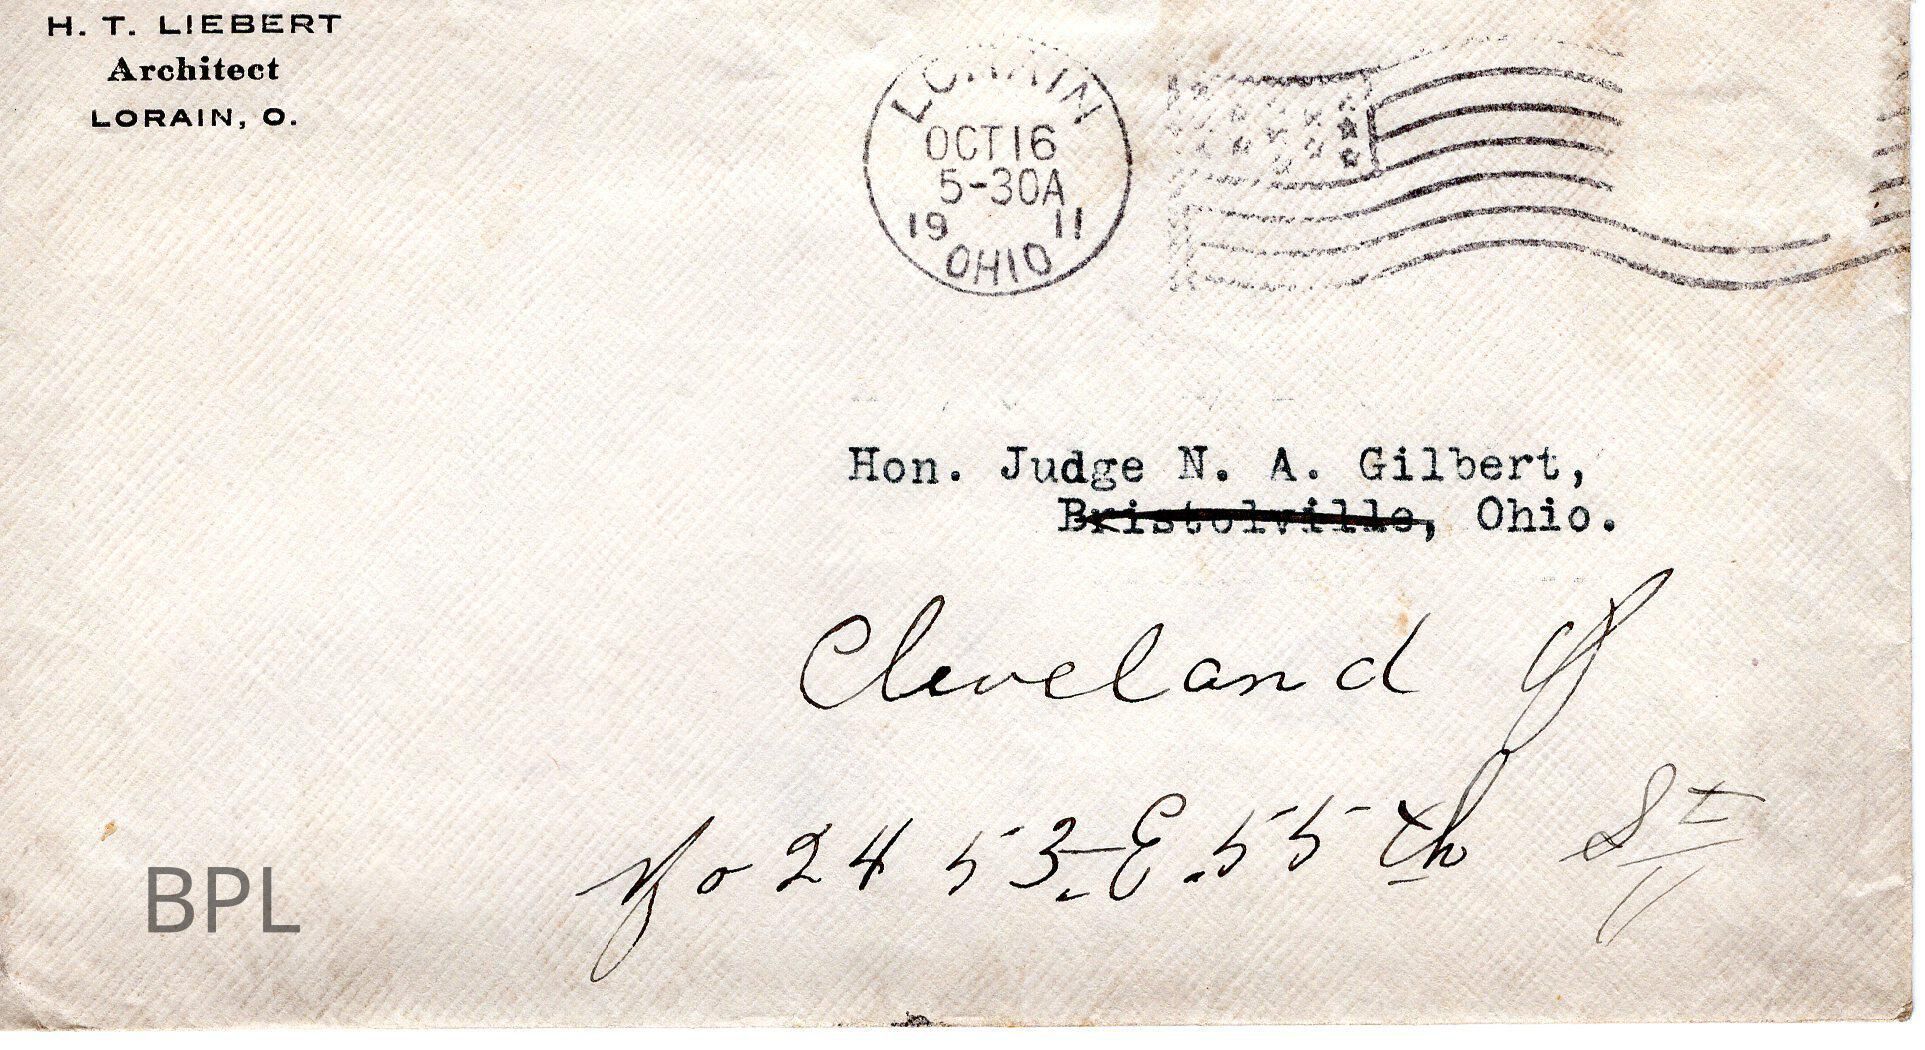 H. T. LIEBERT
Architect
LORAIN, O.
LORAIN
OCT 16
5-30A
19 11
OHIO
Hon. Judge N. A. Gilbert,
Bristolville, Ohio.
Cleveland O
No 2453-E.55th St
BPL